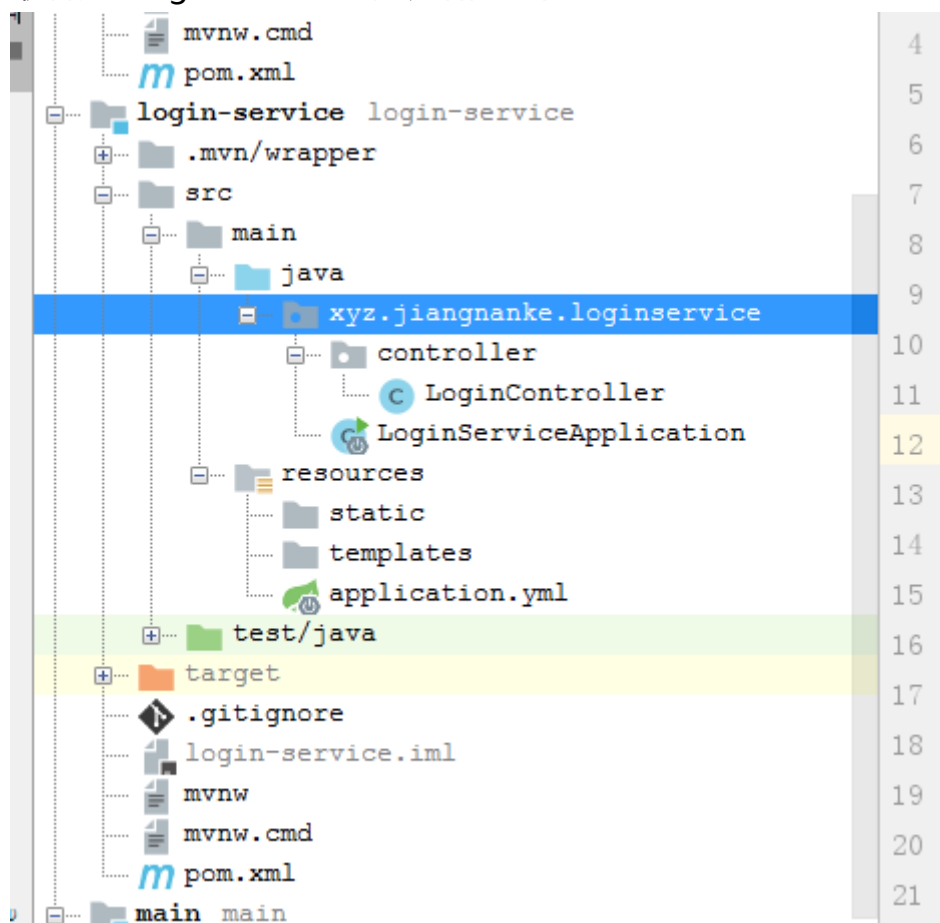 mvnw.cmd
pom.xml
login-service login-service
.mvn/wrapper
src
main
java
xyz.jiangnanke.loginservice
controller
LoginController
LoginServiceApplication
resources
static
templates
application.yml
test/java
target
.gitignore
login-service.iml
mvnw
mvnw.cmd
pom.xml
main main
4
5
6
7
8
9
10
11
12
13
14
15
16
17
18
19
20
21